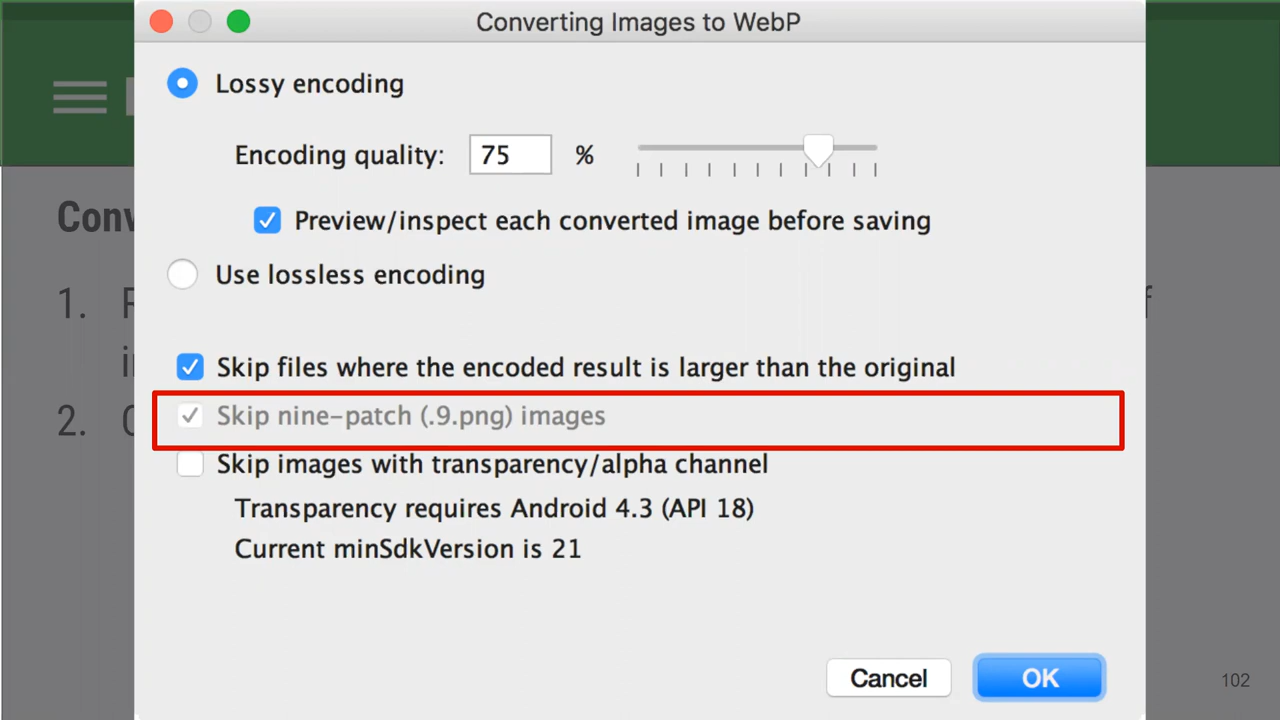 Converting Images to WebP
Lossy encoding
Encoding quality: 75 %
Preview/inspect each converted image before saving
Use lossless encoding
Skip files where the encoded result is larger than the original
Skip nine-patch (.9.png) images
Skip images with transparency/alpha channel
Transparency requires Android 4.3 (API 18)
Current minSdkVersion is 21
Cancel OK
1.
2.
102